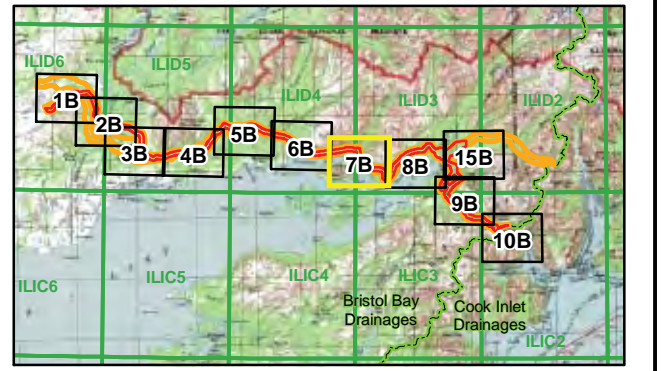 ILID6
ILID5
ILID4
ILID3
ILID2
1B
2B
3B
4B
5B
6B
7B
8B
15B
9B
10B
ILIC6
ILIC5
ILIC4
ILIC3
ILIC2
Bristol Bay
Drainages
Cook Inlet
Drainages